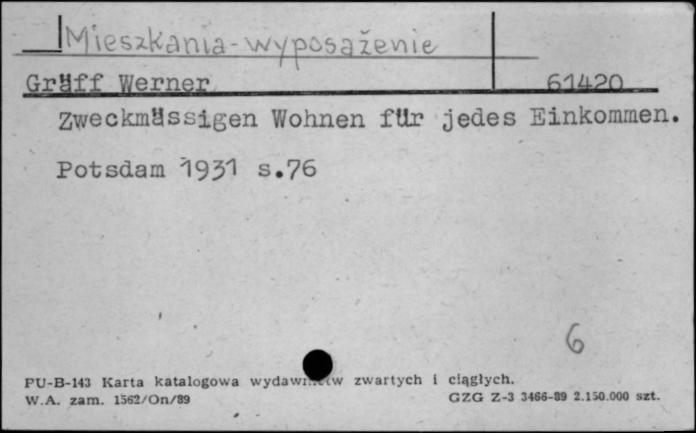 Mieszkania-wyposażenie
Gräff Werner 61420
Zweckmässigen Wohnen für jedes Einkommen.
Potsdam 1931 s.76
6
PU-B-143 Karta katalogowa zwartych i ciągłych.
W.A. zam. 1562/On/89 GZG Z-3 3466-89 2.150.000 szt.